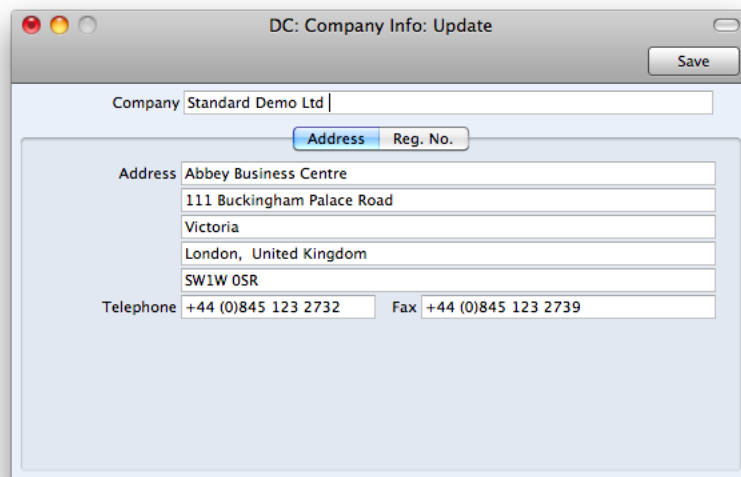 DC: Company Info: Update
Save
Company Standard Demo Ltd
Address Reg. No.
Address Abbey Business Centre
111 Buckingham Palace Road
Victoria
London,  United Kingdom
SW1W 0SR
Telephone +44 (0)845 123 2732 Fax +44 (0)845 123 2739